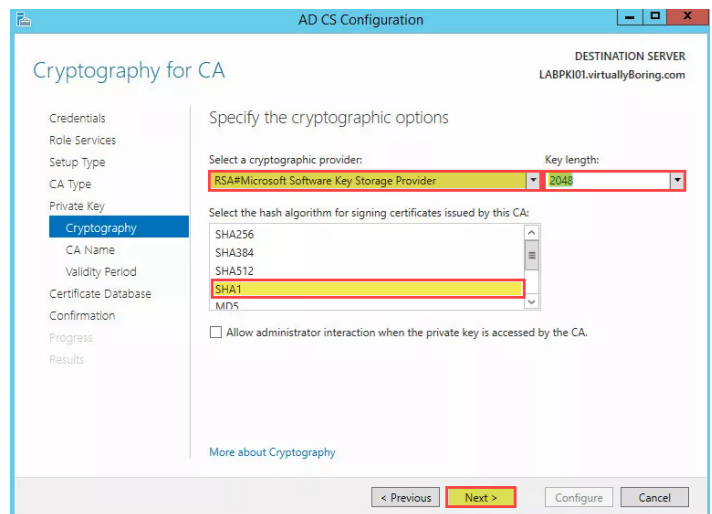 AD CS Configuration
Cryptography for CA
DESTINATION SERVER
LABPKI01.virtuallyBoring.com
Credentials
Role Services
Setup Type
CA Type
Private Key
Cryptography
CA Name
Validity Period
Certificate Database
Confirmation
Progress
Results
Specify the cryptographic options
Select a cryptographic provider:
Key length:
RSA#Microsoft Software Key Storage Provider
2048
Select the hash algorithm for signing certificates issued by this CA:
SHA256
SHA384
SHA512
SHA1
MD5
Allow administrator interaction when the private key is accessed by the CA.
More about Cryptography
< Previous
Next >
Configure
Cancel